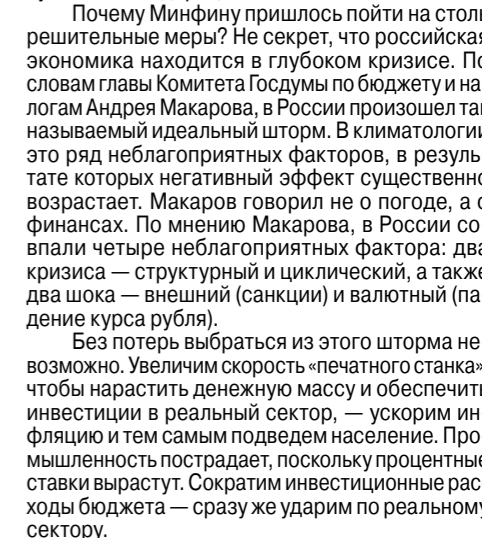 Почему Минфину пришлось пойти на столь
решительные меры? Не секрет, что российская
экономика находится в глубоком кризисе. По
словам главы Комитета Госдумы по бюджету и на
логам Андрея Макарова, в России произошел так
называемый идеальный шторм. В климатологии
это ряд неблагоприятных факторов, в резуль
тате которых негативный эффект существенно
возрастает. Макаров говорил не о погоде, а о
финансах. По мнению Макарова, в России со
впали четыре неблагоприятных фактора: два
кризиса — структурный и циклический, а также
два шока — внешний (санкции) и валютный (па
дение курса рубля).
Без потерь выбраться из этого шторма не
возможно. Увеличим скорость «печатного станка»
чтобы нарастить денежную массу и обеспечить
инвестиции в реальный сектор, — ускорим ин
фляцию и тем самым подведем население. Про
мышленность пострадает, поскольку процентные
ставки вырастут. Сократим инвестиционные рас
ходы бюджета — сразу же ударим по реальному
сектору.